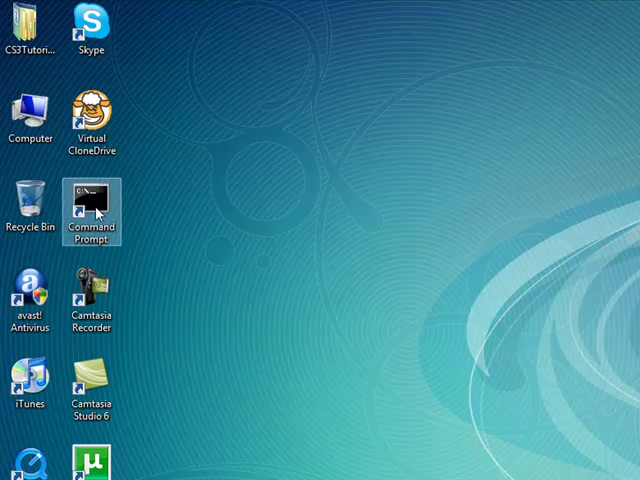 CS3Tutori...
Skype
Computer
Virtual
CloneDrive
C:\_
Recycle Bin
Command
Prompt
avast!
Antivirus
Camtasia
Recorder
iTunes
Camtasia
Studio 6